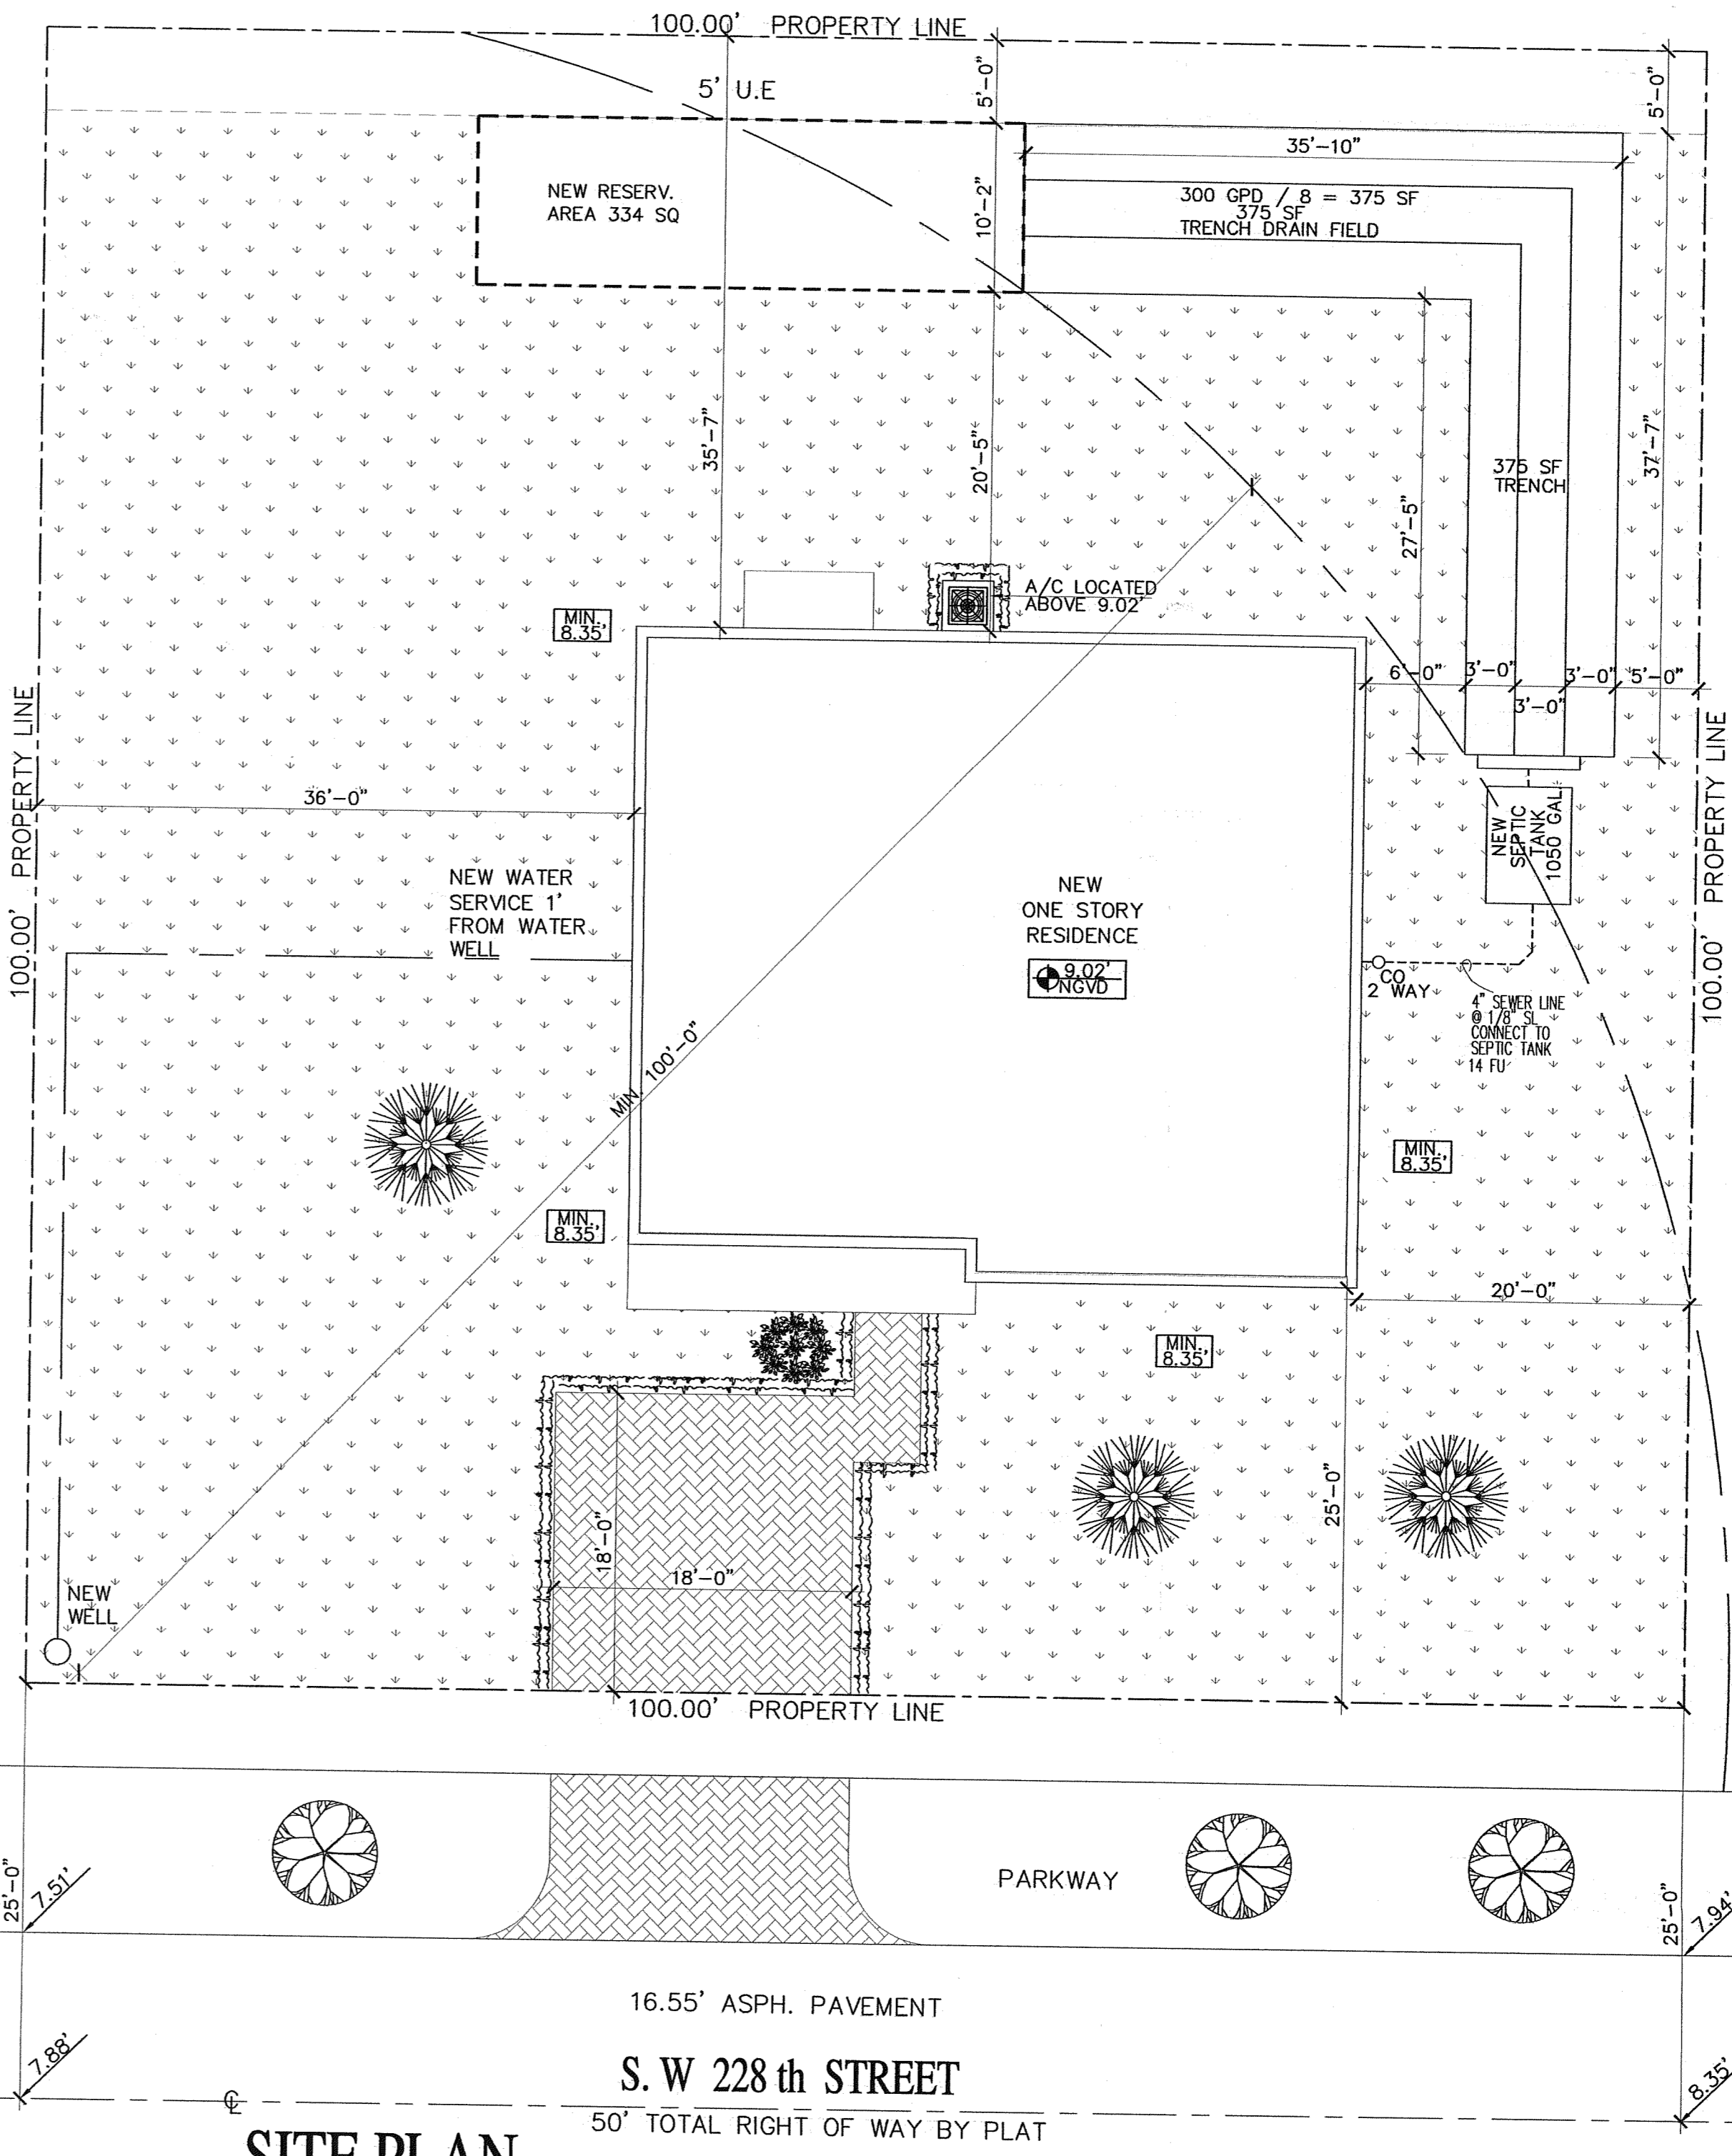 100.00' PROPERTY LINE
5' U.E
5'-0"
5'-0"
35'-10"
NEW RESERV.
AREA 334 SQ
10'-2"
300 GPD / 8 = 375 SF
375 SF
TRENCH DRAIN FIELD
35'-7"
20'-5"
27'-5"
375 SF
TRENCH
37'-7"
A/C LOCATED
ABOVE 9.02'
MIN.
8.35'
6'-0"
3'-0"
3'-0"
3'-0"
5'-0"
100.00' PROPERTY LINE
100.00' PROPERTY LINE
36'-0"
NEW
SEPTIC
TANK
1050 GAL.
NEW WATER
SERVICE 1'
FROM WATER
WELL
NEW
ONE STORY
RESIDENCE
9.02'
NGVD
CO
2 WAY
4" SEWER LINE
@ 1/8" SL
CONNECT TO
SEPTIC TANK
14 FU
MIN. 100'-0"
MIN.
8.35'
MIN.
8.35'
20'-0"
MIN.
8.35'
25'-0"
18'-0"
18'-0"
NEW
WELL
100.00' PROPERTY LINE
25'-0"
7.51'
PARKWAY
25'-0"
7.94'
16.55' ASPH. PAVEMENT
7.88'
S. W 228 th STREET
8.35'
50' TOTAL RIGHT OF WAY BY PLAT
SITE PLAN